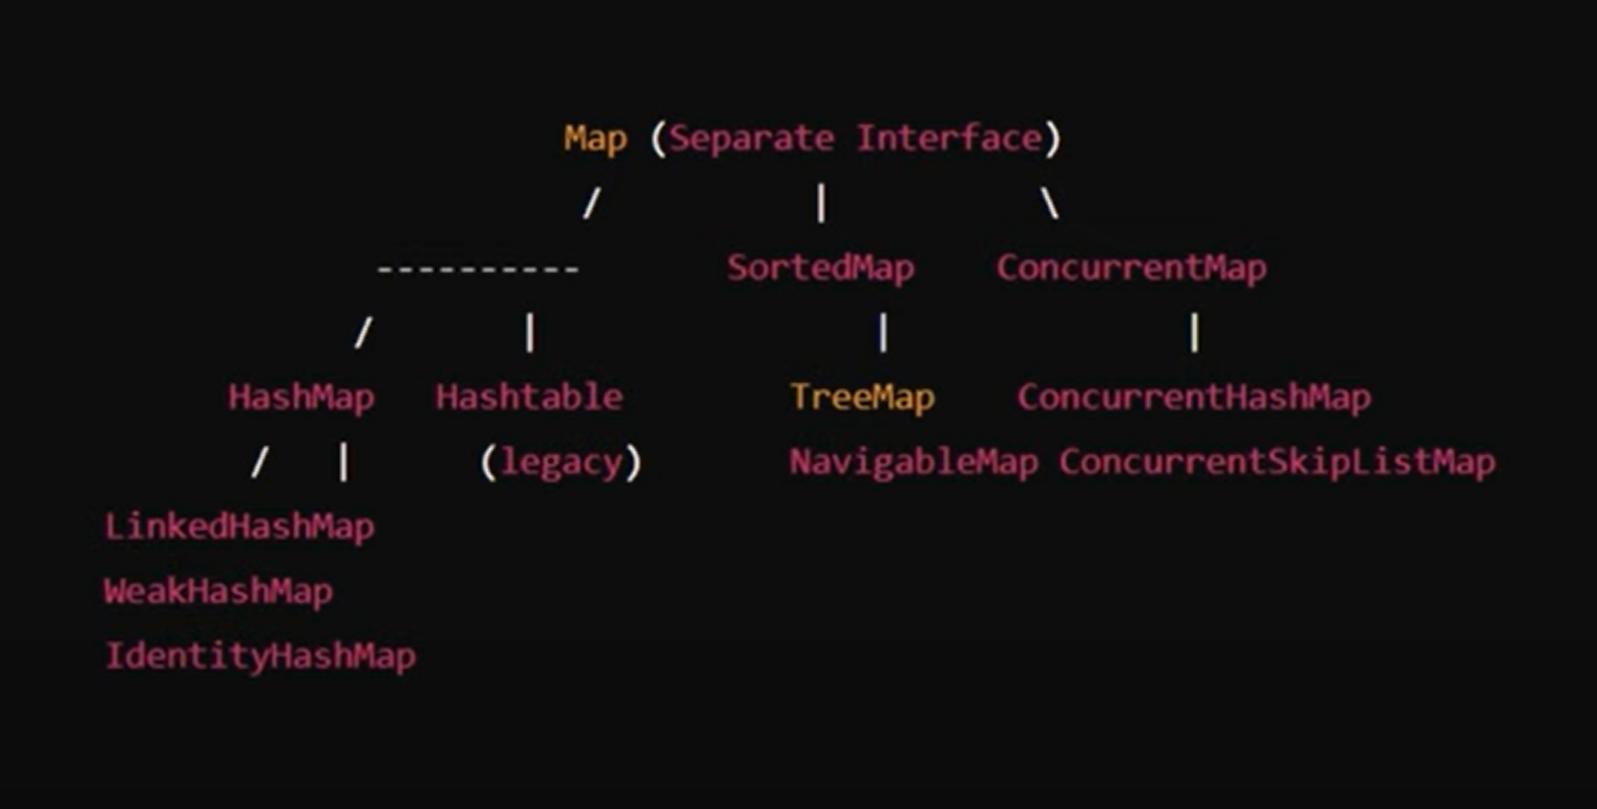 Map (Separate Interface)
/ | \
---------- SortedMap ConcurrentMap
/ | | |
HashMap Hashtable TreeMap ConcurrentHashMap
/ | (legacy) NavigableMap ConcurrentSkipListMap
LinkedHashMap
WeakHashMap
IdentityHashMap